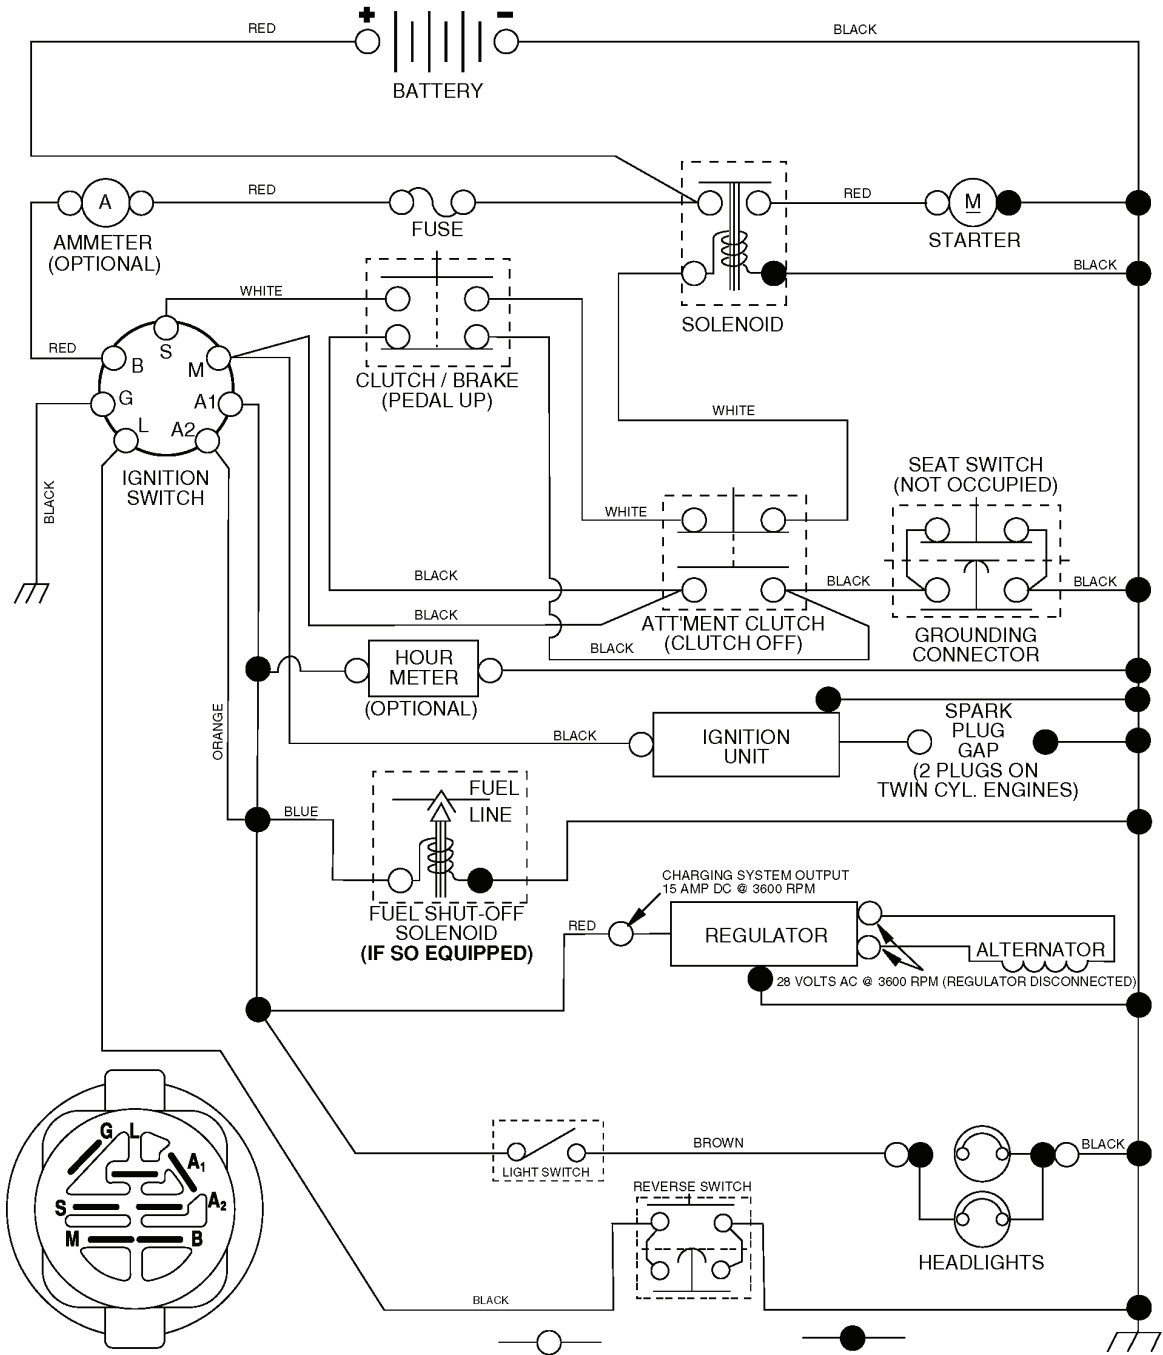 + -
RED
BLACK
BATTERY
RED
RED
A
M
FUSE
STARTER
AMMETER
(OPTIONAL)
BLACK
WHITE
SOLENOID
S
RED
B
M
CLUTCH / BRAKE
(PEDAL UP)
G
A1
WHITE
L
A2
IGNITION
SWITCH
SEAT SWITCH
(NOT OCCUPIED)
BLACK
WHITE
BLACK
BLACK
BLACK
BLACK
ATT'MENT CLUTCH
(CLUTCH OFF)
GROUNDING
CONNECTOR
BLACK
HOUR
METER
(OPTIONAL)
ORANGE
SPARK
PLUG
GAP
(2 PLUGS ON
TWIN CYL. ENGINES)
BLACK
IGNITION
UNIT
FUEL
LINE
BLUE
FUEL SHUT-OFF
SOLENOID
(IF SO EQUIPPED)
CHARGING SYSTEM OUTPUT
15 AMP DC @ 3600 RPM
RED
REGULATOR
ALTERNATOR
28 VOLTS AC @ 3600 RPM (REGULATOR DISCONNECTED)
G L
A1
S
A2
M
B
LIGHT SWITCH
BROWN
BLACK
REVERSE SWITCH
HEADLIGHTS
BLACK